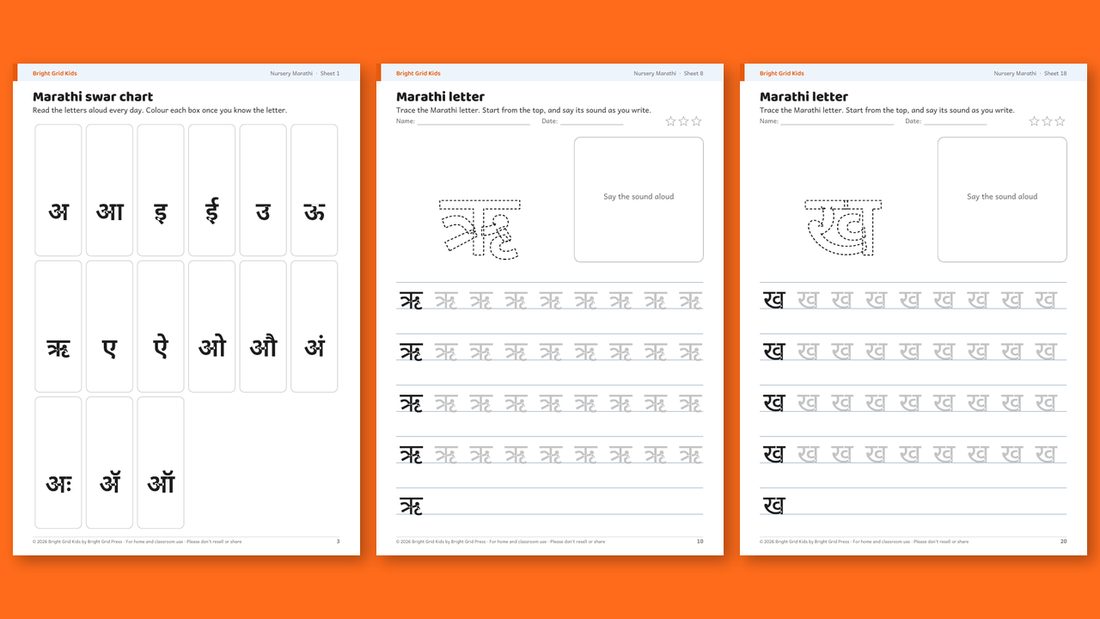 Bright Grid Kids
Nursery Marathi · Sheet 1
Marathi swar chart
Read the letters aloud every day. Colour each box once you know the letter.
अ आ इ ई उ ऊ
ऋ ए ऐ ओ औ अं
अः ॲ ऑ
© 2026 Bright Grid Kids by Bright Grid Press · For home and classroom use · Please don't resell or share
3
Bright Grid Kids
Nursery Marathi · Sheet 8
Marathi letter
Trace the Marathi letter. Start from the top, and say its sound as you write.
Name: Date:
ऋ
Say the sound aloud
ऋ ऋ ऋ ऋ ऋ ऋ ऋ ऋ ऋ
ऋ ऋ ऋ ऋ ऋ ऋ ऋ ऋ ऋ
ऋ ऋ ऋ ऋ ऋ ऋ ऋ ऋ ऋ
ऋ ऋ ऋ ऋ ऋ ऋ ऋ ऋ ऋ
ऋ
© 2026 Bright Grid Kids by Bright Grid Press · For home and classroom use · Please don't resell or share
10
Bright Grid Kids
Nursery Marathi · Sheet 18
Marathi letter
Trace the Marathi letter. Start from the top, and say its sound as you write.
Name: Date:
ख
Say the sound aloud
ख ख ख ख ख ख ख ख ख
ख ख ख ख ख ख ख ख ख
ख ख ख ख ख ख ख ख ख
ख ख ख ख ख ख ख ख ख
ख
© 2026 Bright Grid Kids by Bright Grid Press · For home and classroom use · Please don't resell or share
20